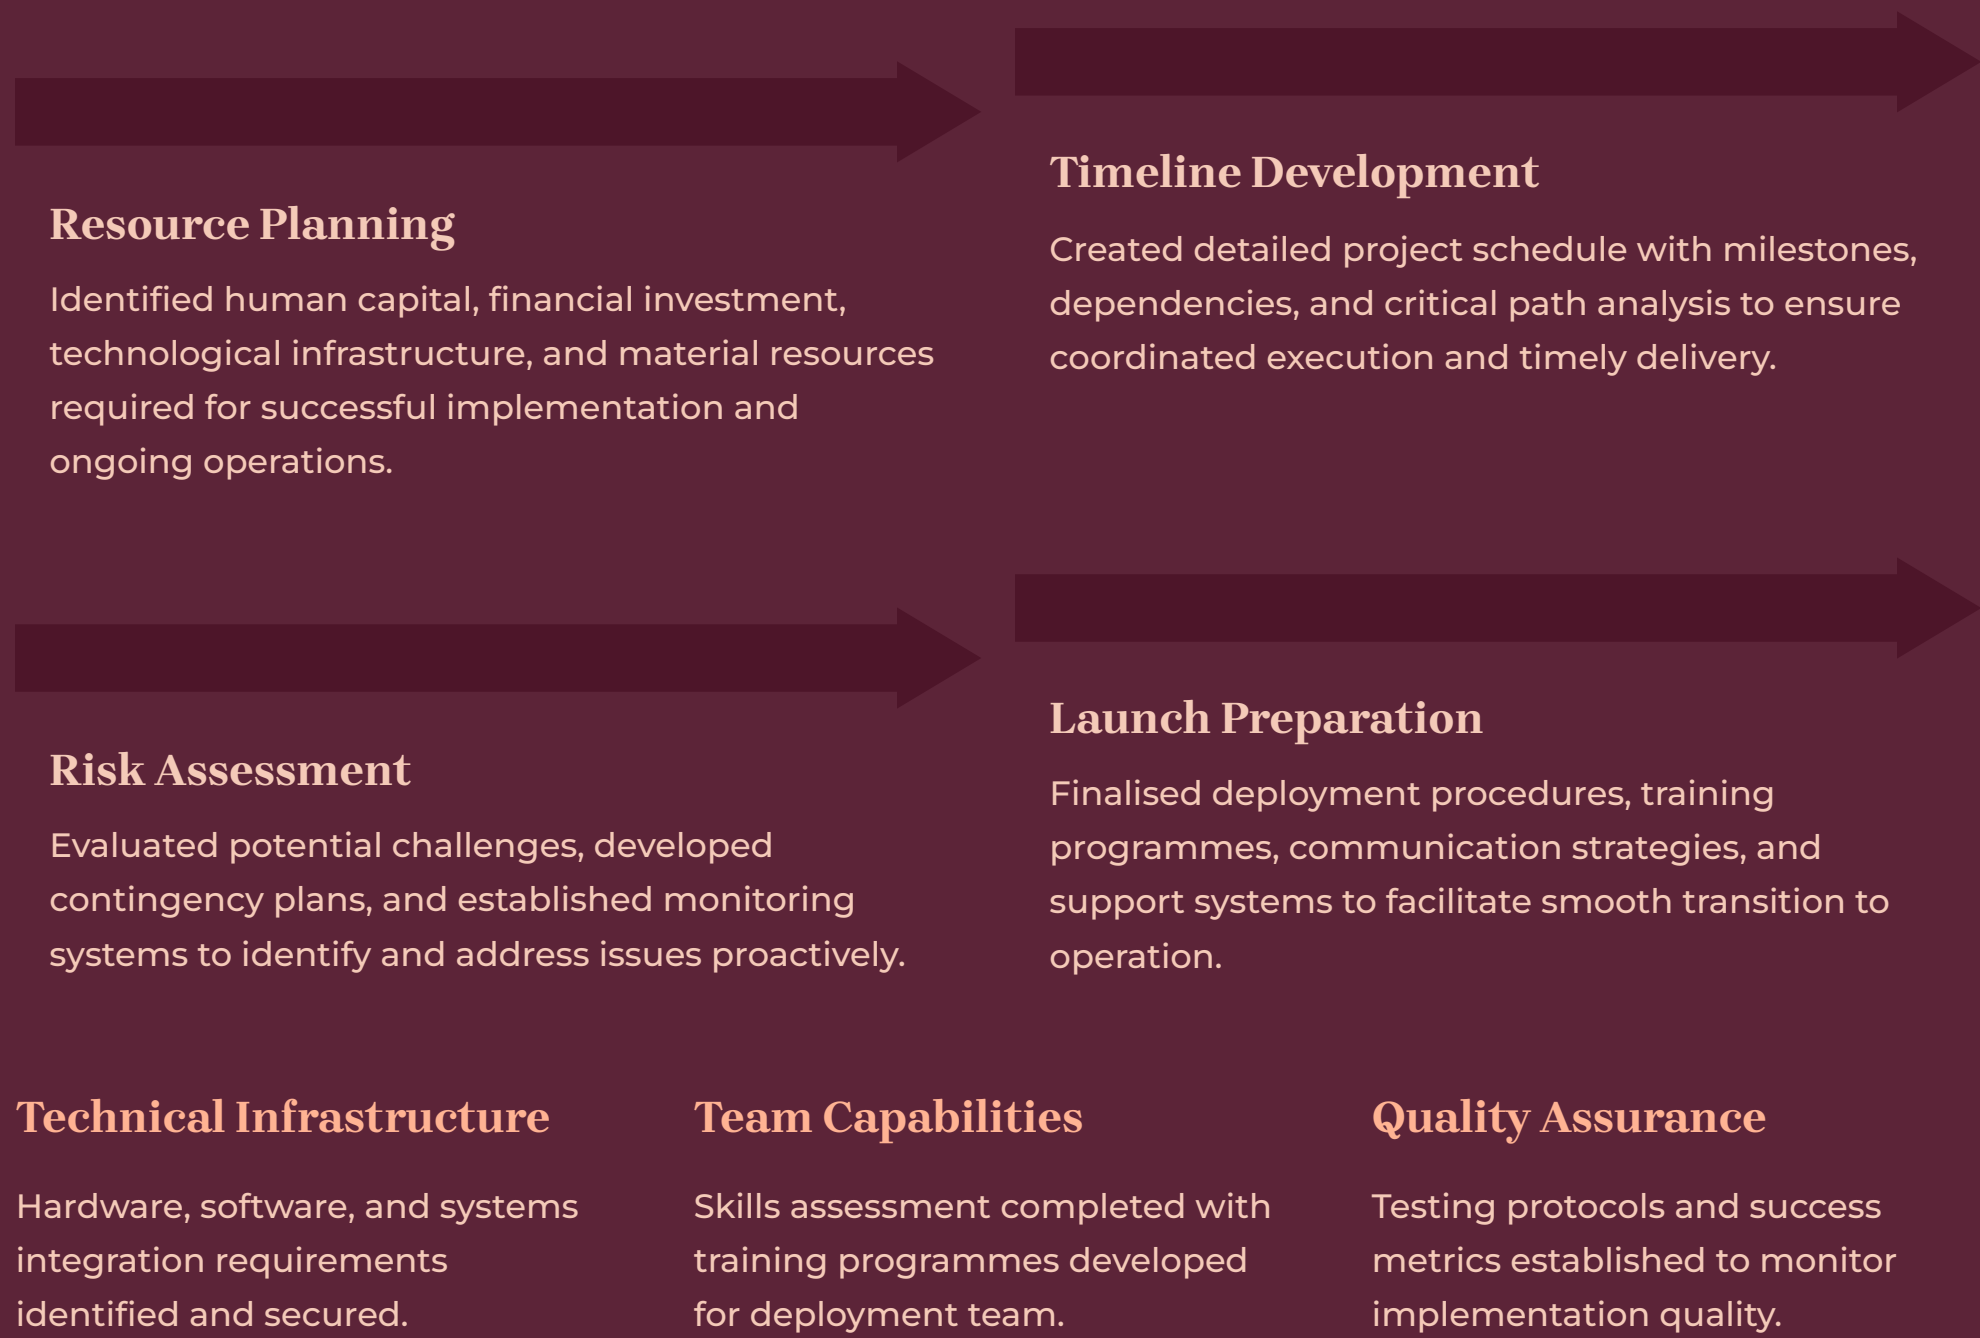 Resource Planning
Identified human capital, financial investment,
technological infrastructure, and material resources
required for successful implementation and
ongoing operations.
Timeline Development
Created detailed project schedule with milestones,
dependencies, and critical path analysis to ensure
coordinated execution and timely delivery.
Risk Assessment
Evaluated potential challenges, developed
contingency plans, and established monitoring
systems to identify and address issues proactively.
Launch Preparation
Finalised deployment procedures, training
programmes, communication strategies, and
support systems to facilitate smooth transition to
operation.
Technical Infrastructure
Hardware, software, and systems
integration requirements
identified and secured.
Team Capabilities
Skills assessment completed with
training programmes developed
for deployment team.
Quality Assurance
Testing protocols and success
metrics established to monitor
implementation quality.